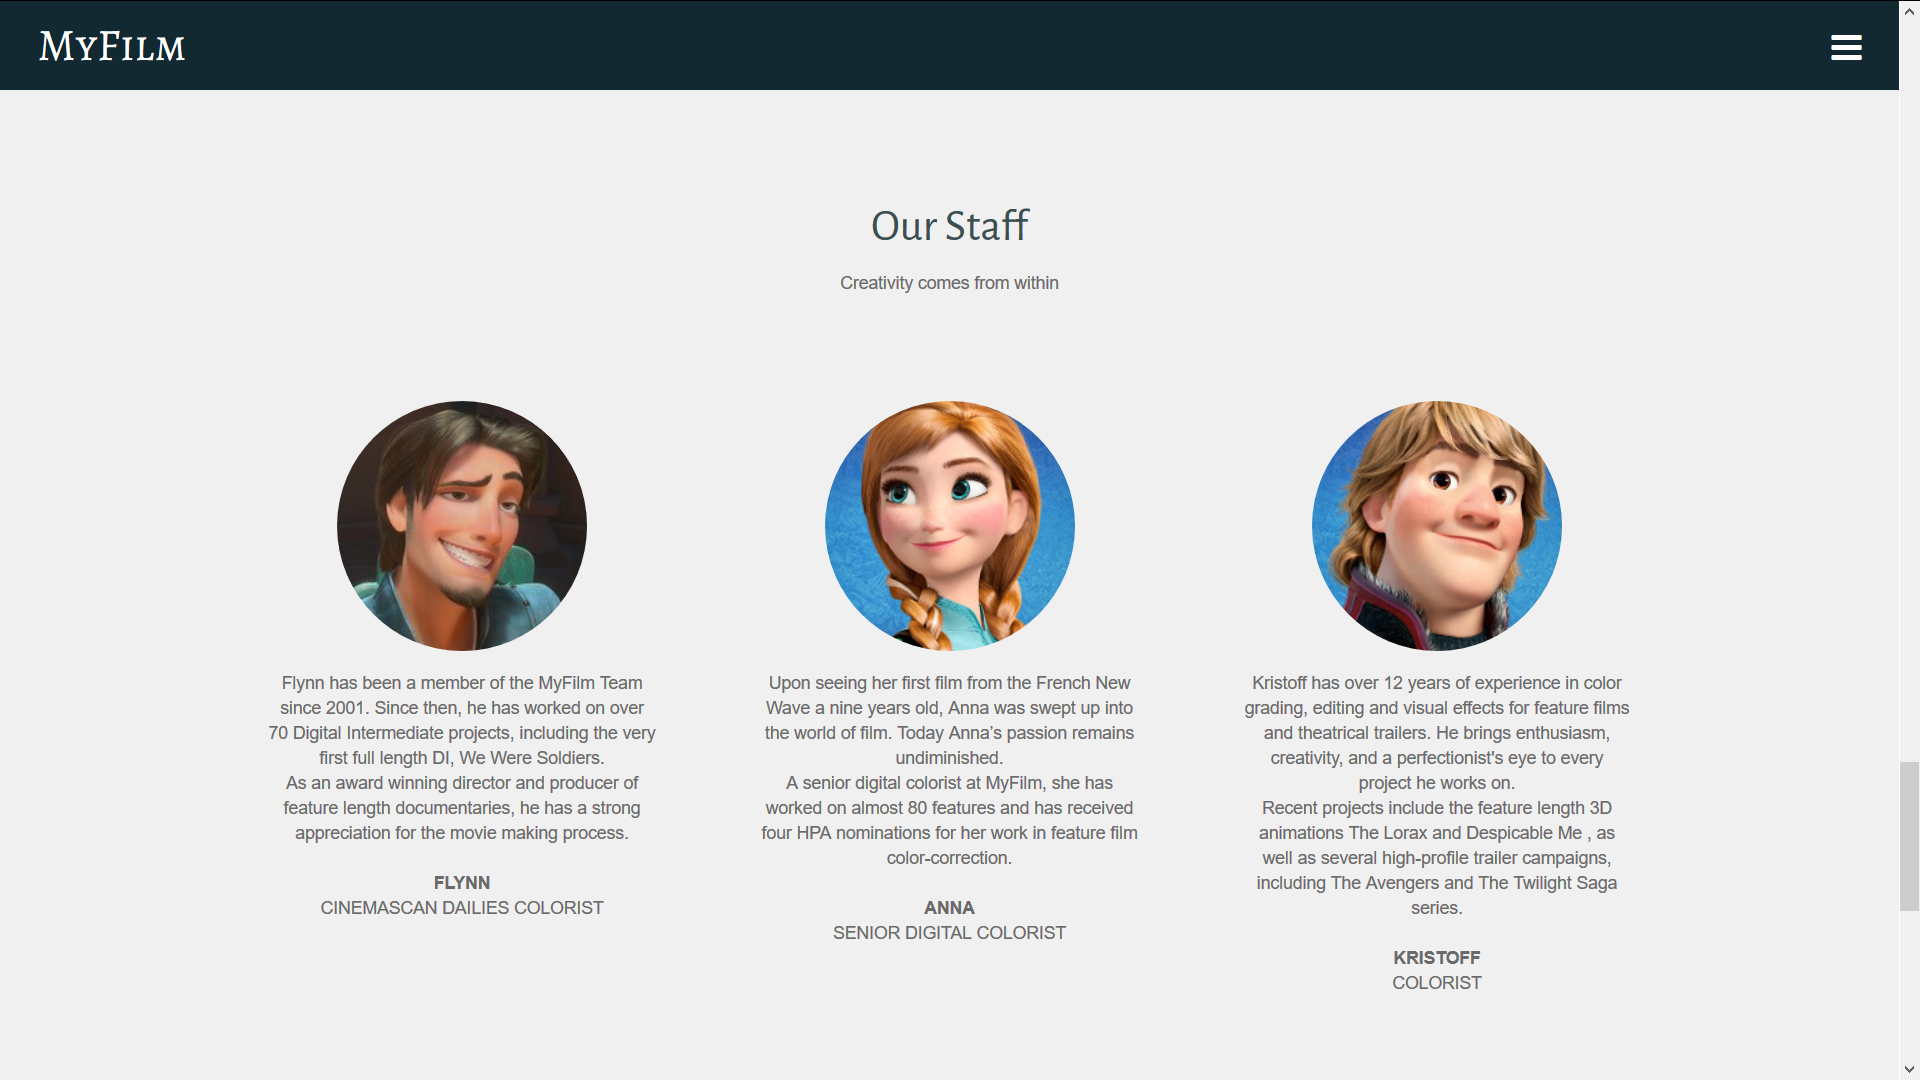 MyFilm
Our Staff
Creativity comes from within
Flynn has been a member of the MyFilm Team
since 2001. Since then, he has worked on over
70 Digital Intermediate projects, including the very
first full length DI, We Were Soldiers.
As an award winning director and producer of
feature length documentaries, he has a strong
appreciation for the movie making process.
FLYNN
CINEMASCAN DAILIES COLORIST
Upon seeing her first film from the French New
Wave a nine years old, Anna was swept up into
the world of film. Today Anna’s passion remains
undiminished.
A senior digital colorist at MyFilm, she has
worked on almost 80 features and has received
four HPA nominations for her work in feature film
color-correction.
ANNA
SENIOR DIGITAL COLORIST
Kristoff has over 12 years of experience in color
grading, editing and visual effects for feature films
and theatrical trailers. He brings enthusiasm,
creativity, and a perfectionist's eye to every
project he works on.
Recent projects include the feature length 3D
animations The Lorax and Despicable Me , as
well as several high-profile trailer campaigns,
including The Avengers and The Twilight Saga
series.
KRISTOFF
COLORIST